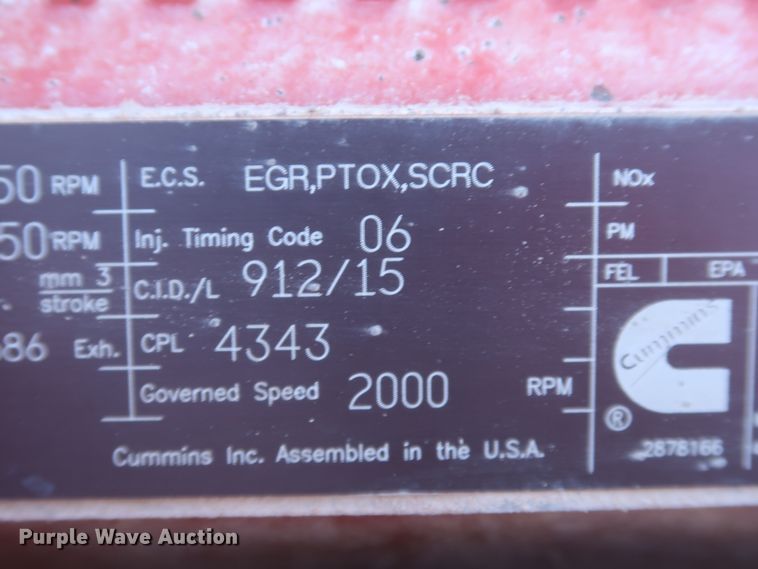 50 RPM E.C.S. EGR,PTOX,SCRC NOx
50 RPM Inj. Timing Code 06 PM
mm 3 FEL EPA
stroke C.I.D./L 912/15
86 Exh. CPL 4343 Cummins
Governed Speed 2000 RPM
® 2878166
Cummins Inc. Assembled in the U.S.A.
Purple Wave Auction